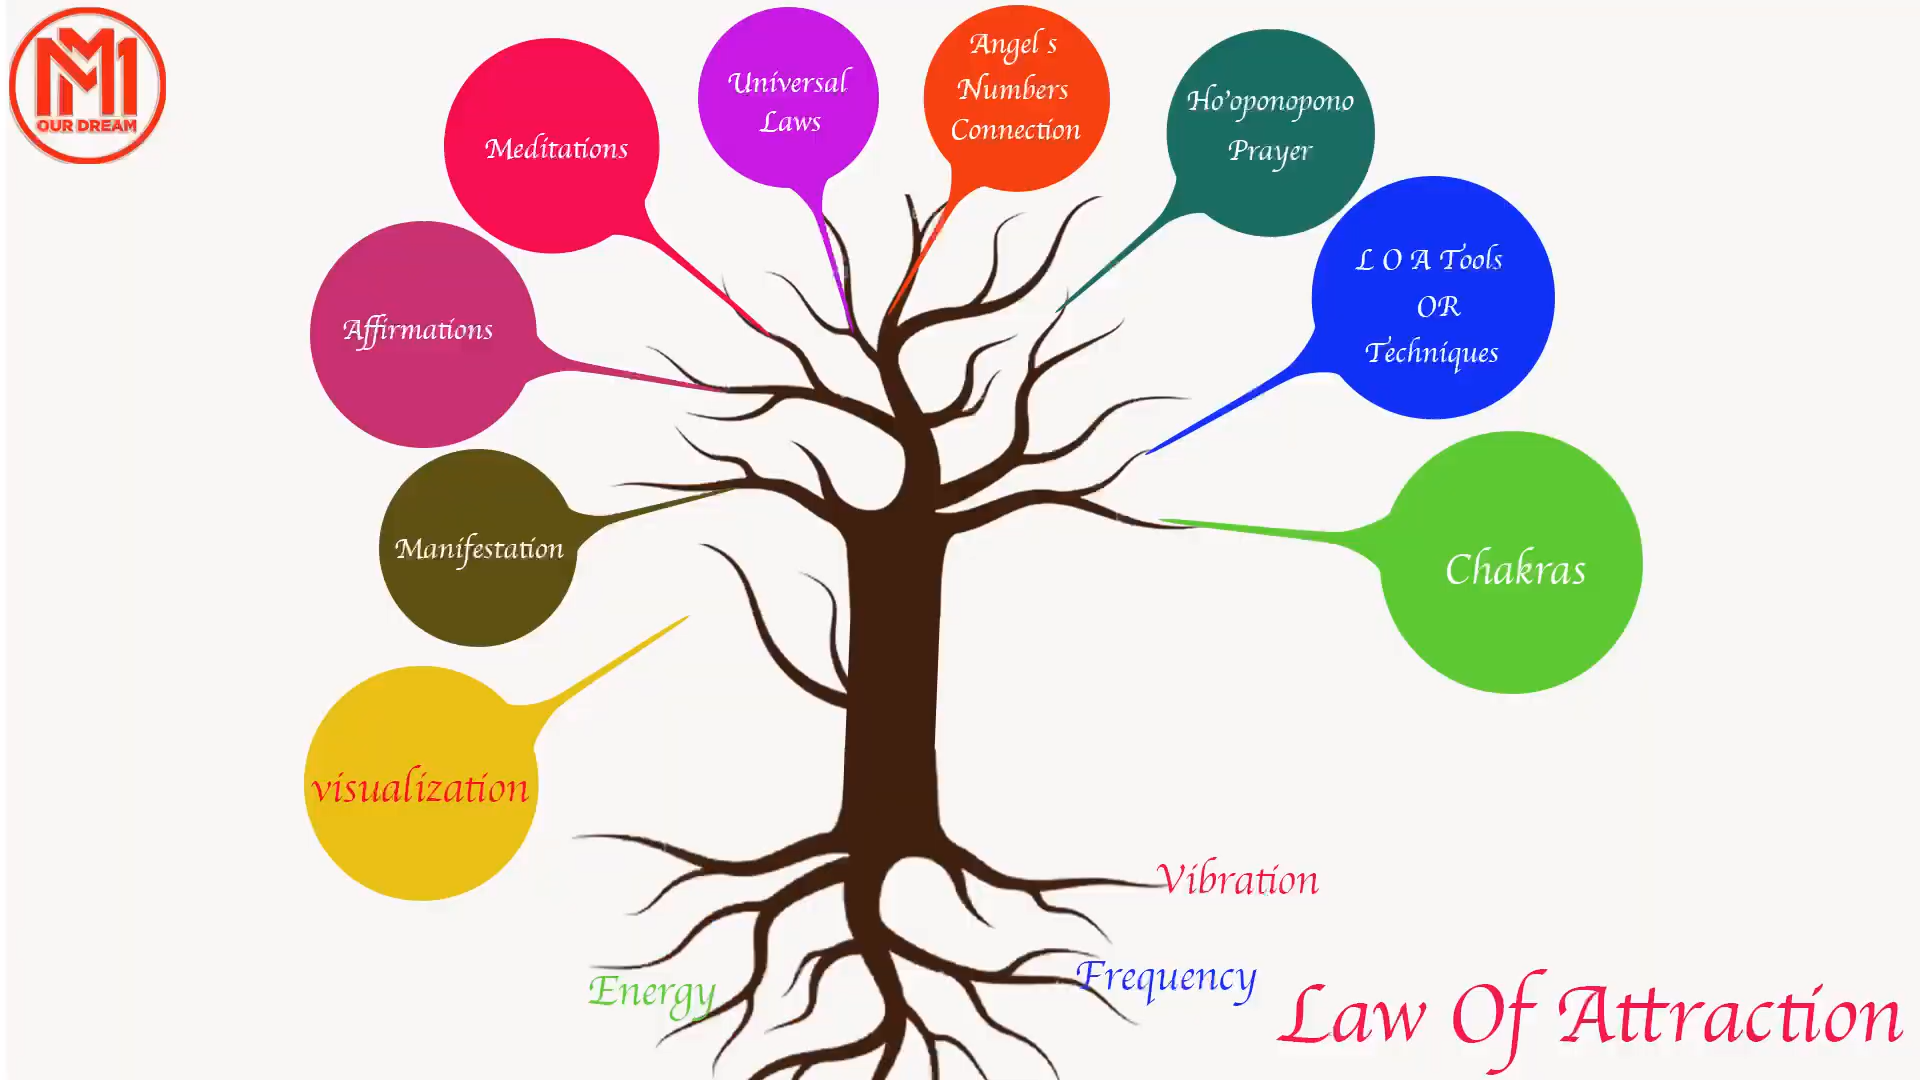 MM1
OUR DREAM
Meditations
Universal
Laws
Angel s
Numbers
Connection
Ho'oponopono
Prayer
Affirmations
L O A Tools
OR
Techniques
Manifestation
Chakras
visualization
Vibration
Energy
Frequency
Law Of Attraction